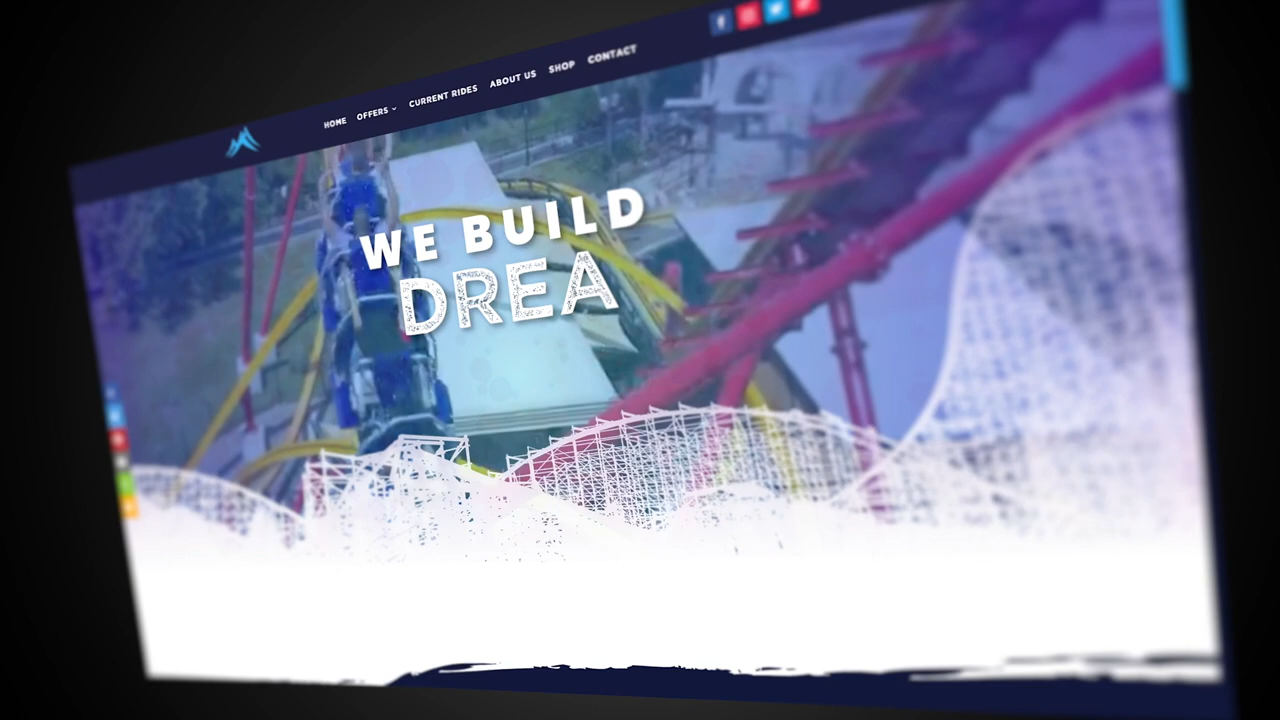 HOME OFFERS CURRENT RIDES ABOUT US SHOP CONTACT
WE BUILD
DREA